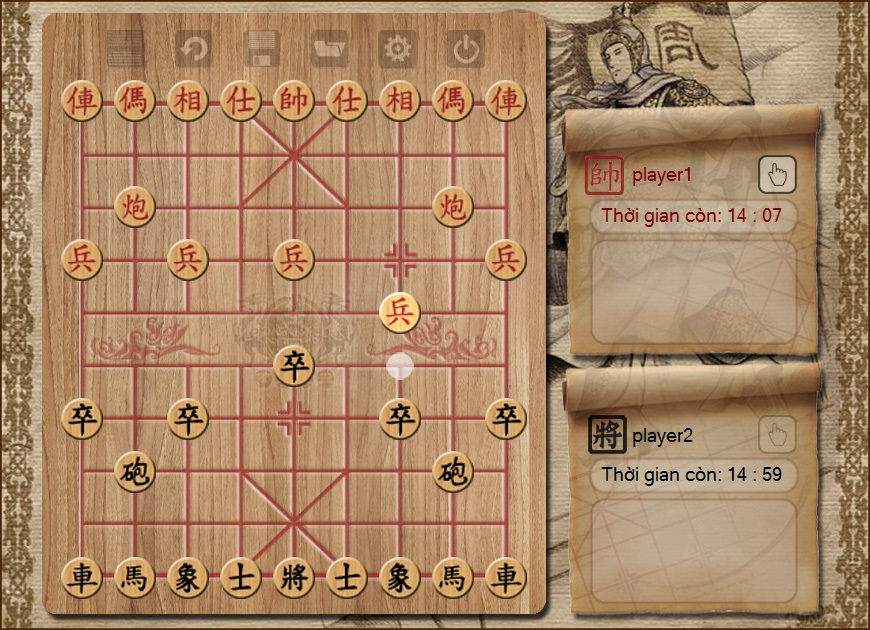 俥 傌 相 仕 帥 仕 相 傌 俥
炮 炮
兵 兵 兵 兵
兵
卒
卒 卒 卒 卒
砲 砲
車 馬 象 士 將 士 象 馬 車
帥 player1
Thời gian còn: 14 : 07
將 player2
Thời gian còn: 14 : 59